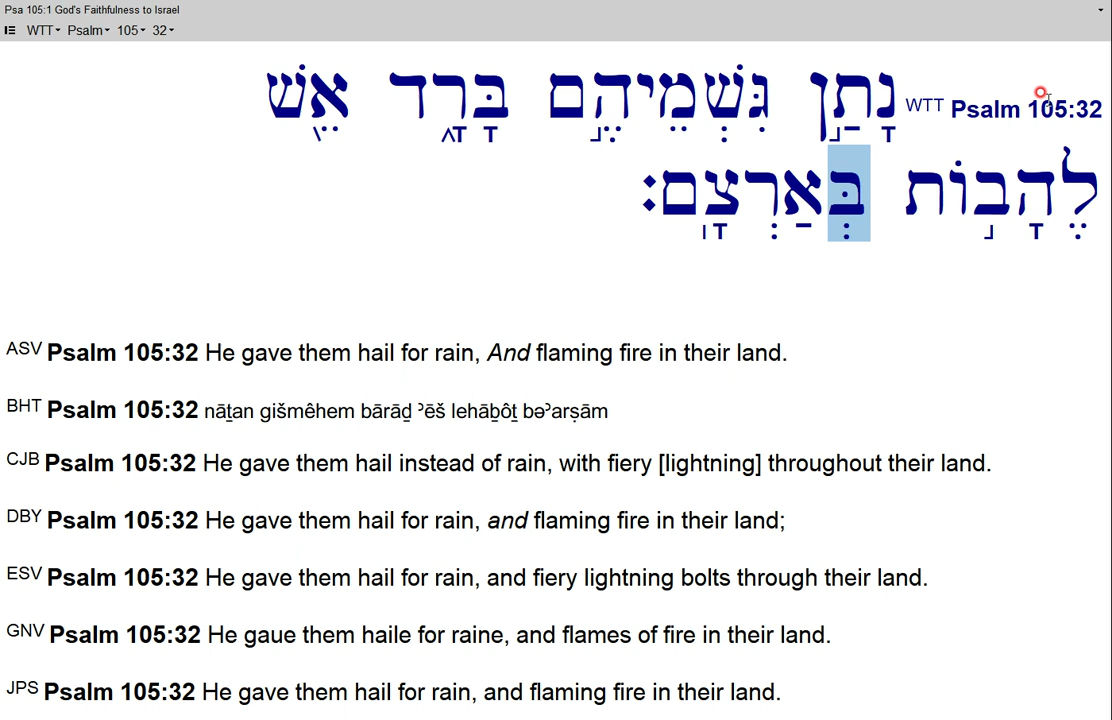 Psa 105:1 God's Faithfulness to Israel
WTT Psalm 105 32
WTT Psalm 105:32 נָתַ֣ן גִּשְׁמֵיהֶ֣ם בָּרָ֑ד אֵ֖שׁ
לֶהָב֣וֹת בְּאַרְצָֽם׃
ASV Psalm 105:32 He gave them hail for rain, And flaming fire in their land.
BHT Psalm 105:32 nāṯan gišmêhem bārāḏ ʾēš lehāḇôṯ bəʾarṣām
CJB Psalm 105:32 He gave them hail instead of rain, with fiery [lightning] throughout their land.
DBY Psalm 105:32 He gave them hail for rain, and flaming fire in their land;
ESV Psalm 105:32 He gave them hail for rain, and fiery lightning bolts through their land.
GNV Psalm 105:32 He gaue them haile for raine, and flames of fire in their land.
JPS Psalm 105:32 He gave them hail for rain, and flaming fire in their land.